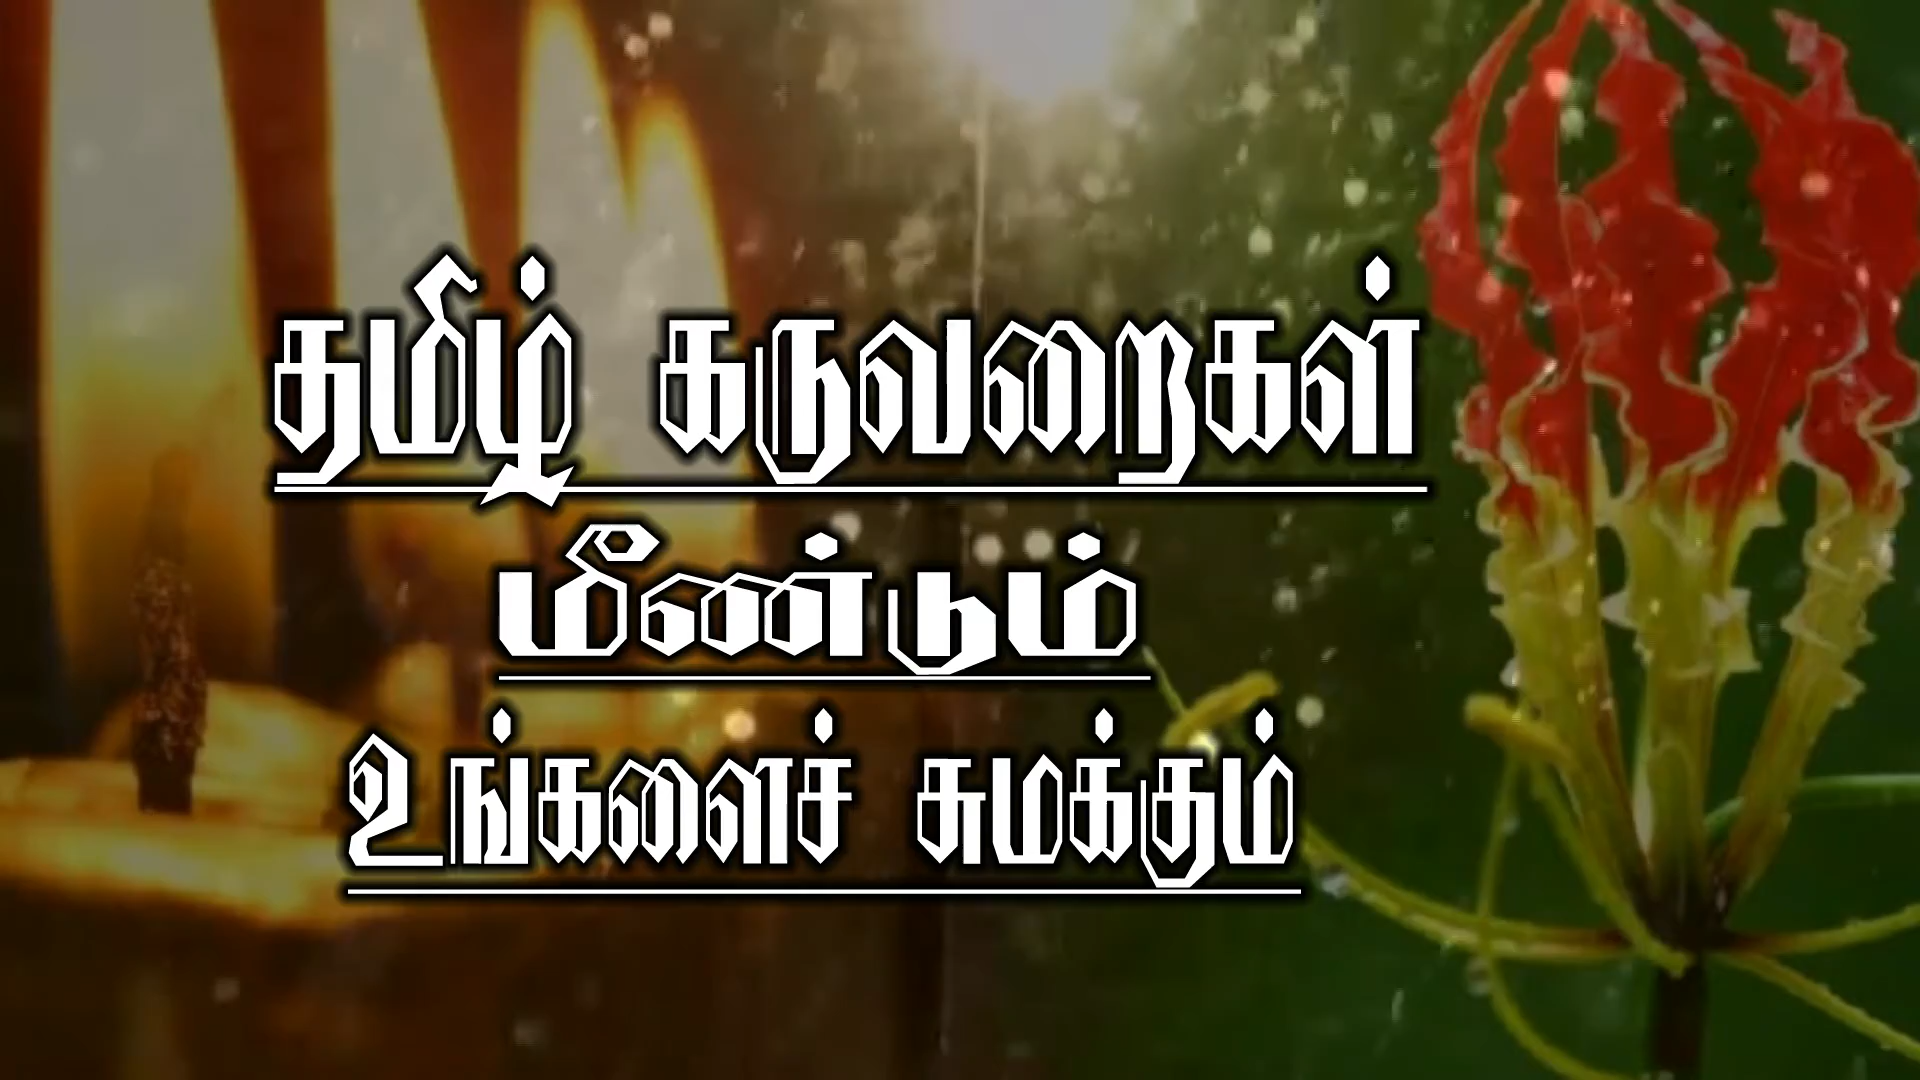 தமிழ் கருவறைகள்
மீண்டும்
உங்களைச் சுமக்கும்